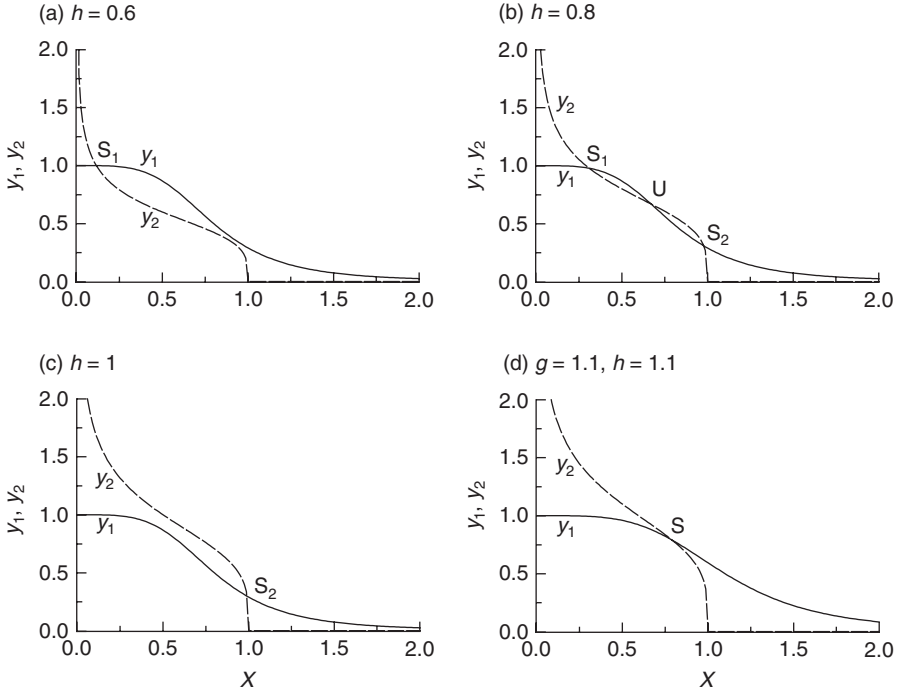 (a) h = 0.6
2.0
1.5
1.0
0.5
0.0
y₁, y₂
S₁
y₁
y₂
0.0 0.5 1.0 1.5 2.0
(b) h = 0.8
2.0
1.5
1.0
0.5
0.0
y₁, y₂
y₂
S₁
y₁
U
S₂
0.0 0.5 1.0 1.5 2.0
(c) h = 1
2.0
1.5
1.0
0.5
0.0
y₁, y₂
y₂
y₁
S₂
0.0 0.5 1.0 1.5 2.0
X
(d) g = 1.1, h = 1.1
2.0
1.5
1.0
0.5
0.0
y₁, y₂
y₂
y₁
S
0.0 0.5 1.0 1.5 2.0
X